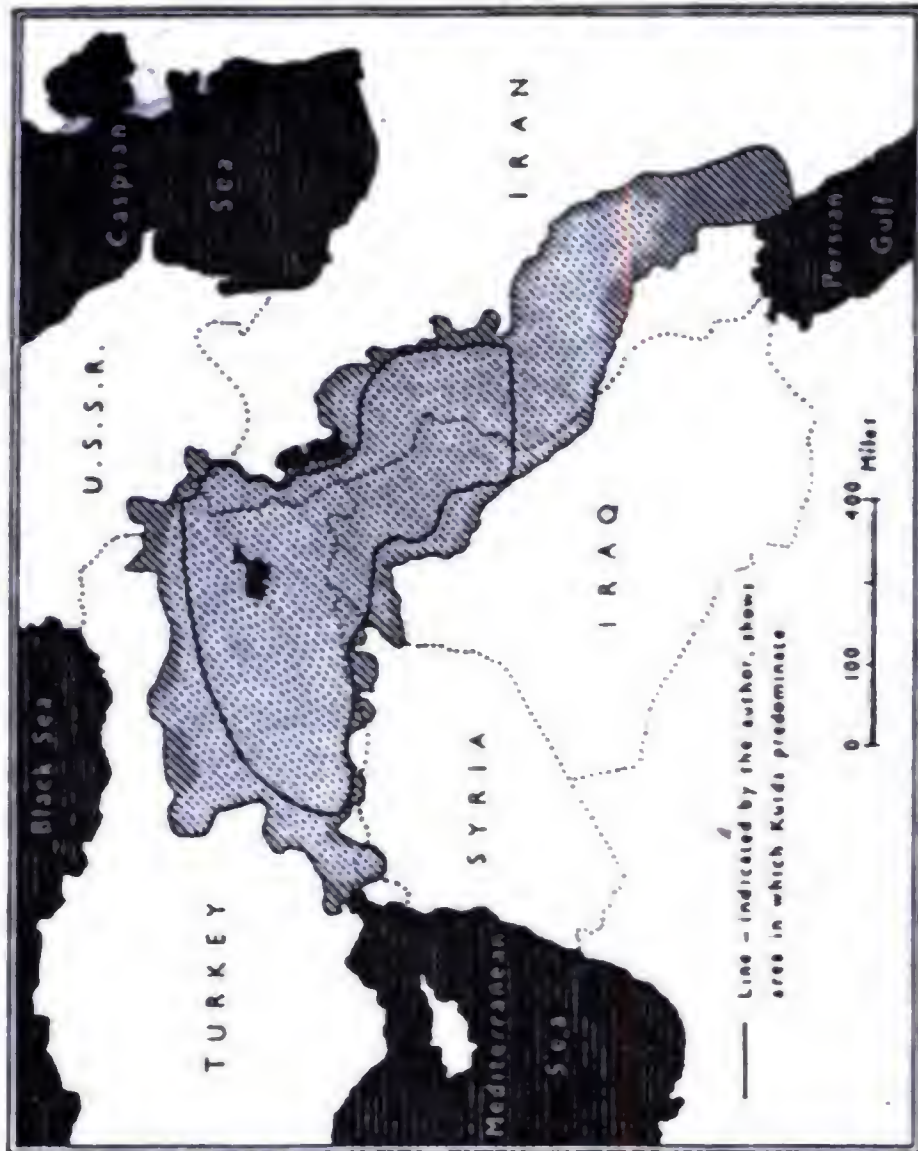 Black Sea
U.S.S.R.
Caspian
Sea
TURKEY
IRAN
Mediterranean
Sea
SYRIA
IRAQ
Persian
Gulf
Line – indicated by the author, shows
area in which Kurds predominate
0 100 400 Miles